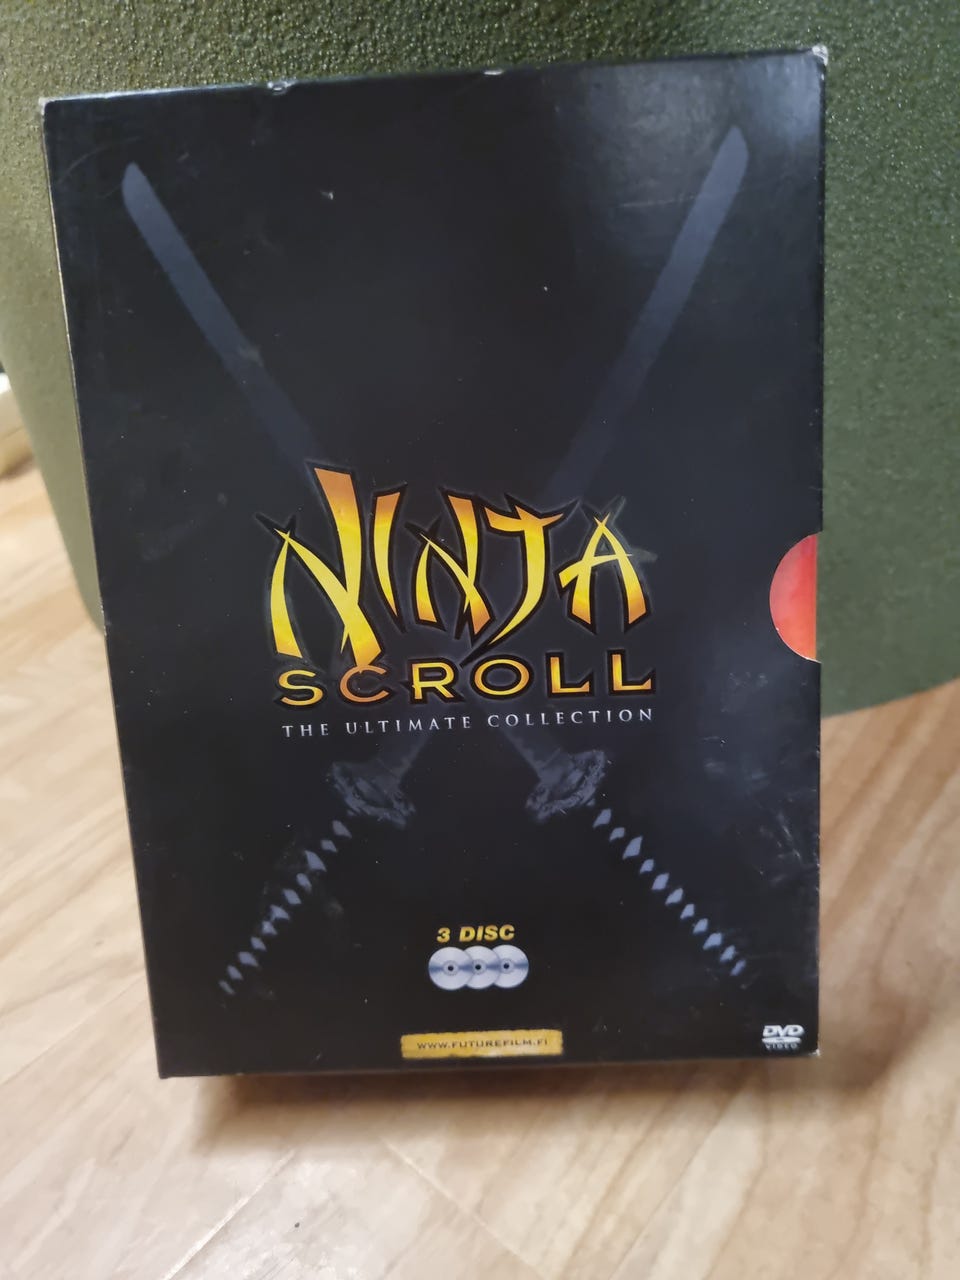 NINJA
SCROLL
THE ULTIMATE COLLECTION
3 DISC
WWW.FUTUREFILM.FI
DVD
VIDEO